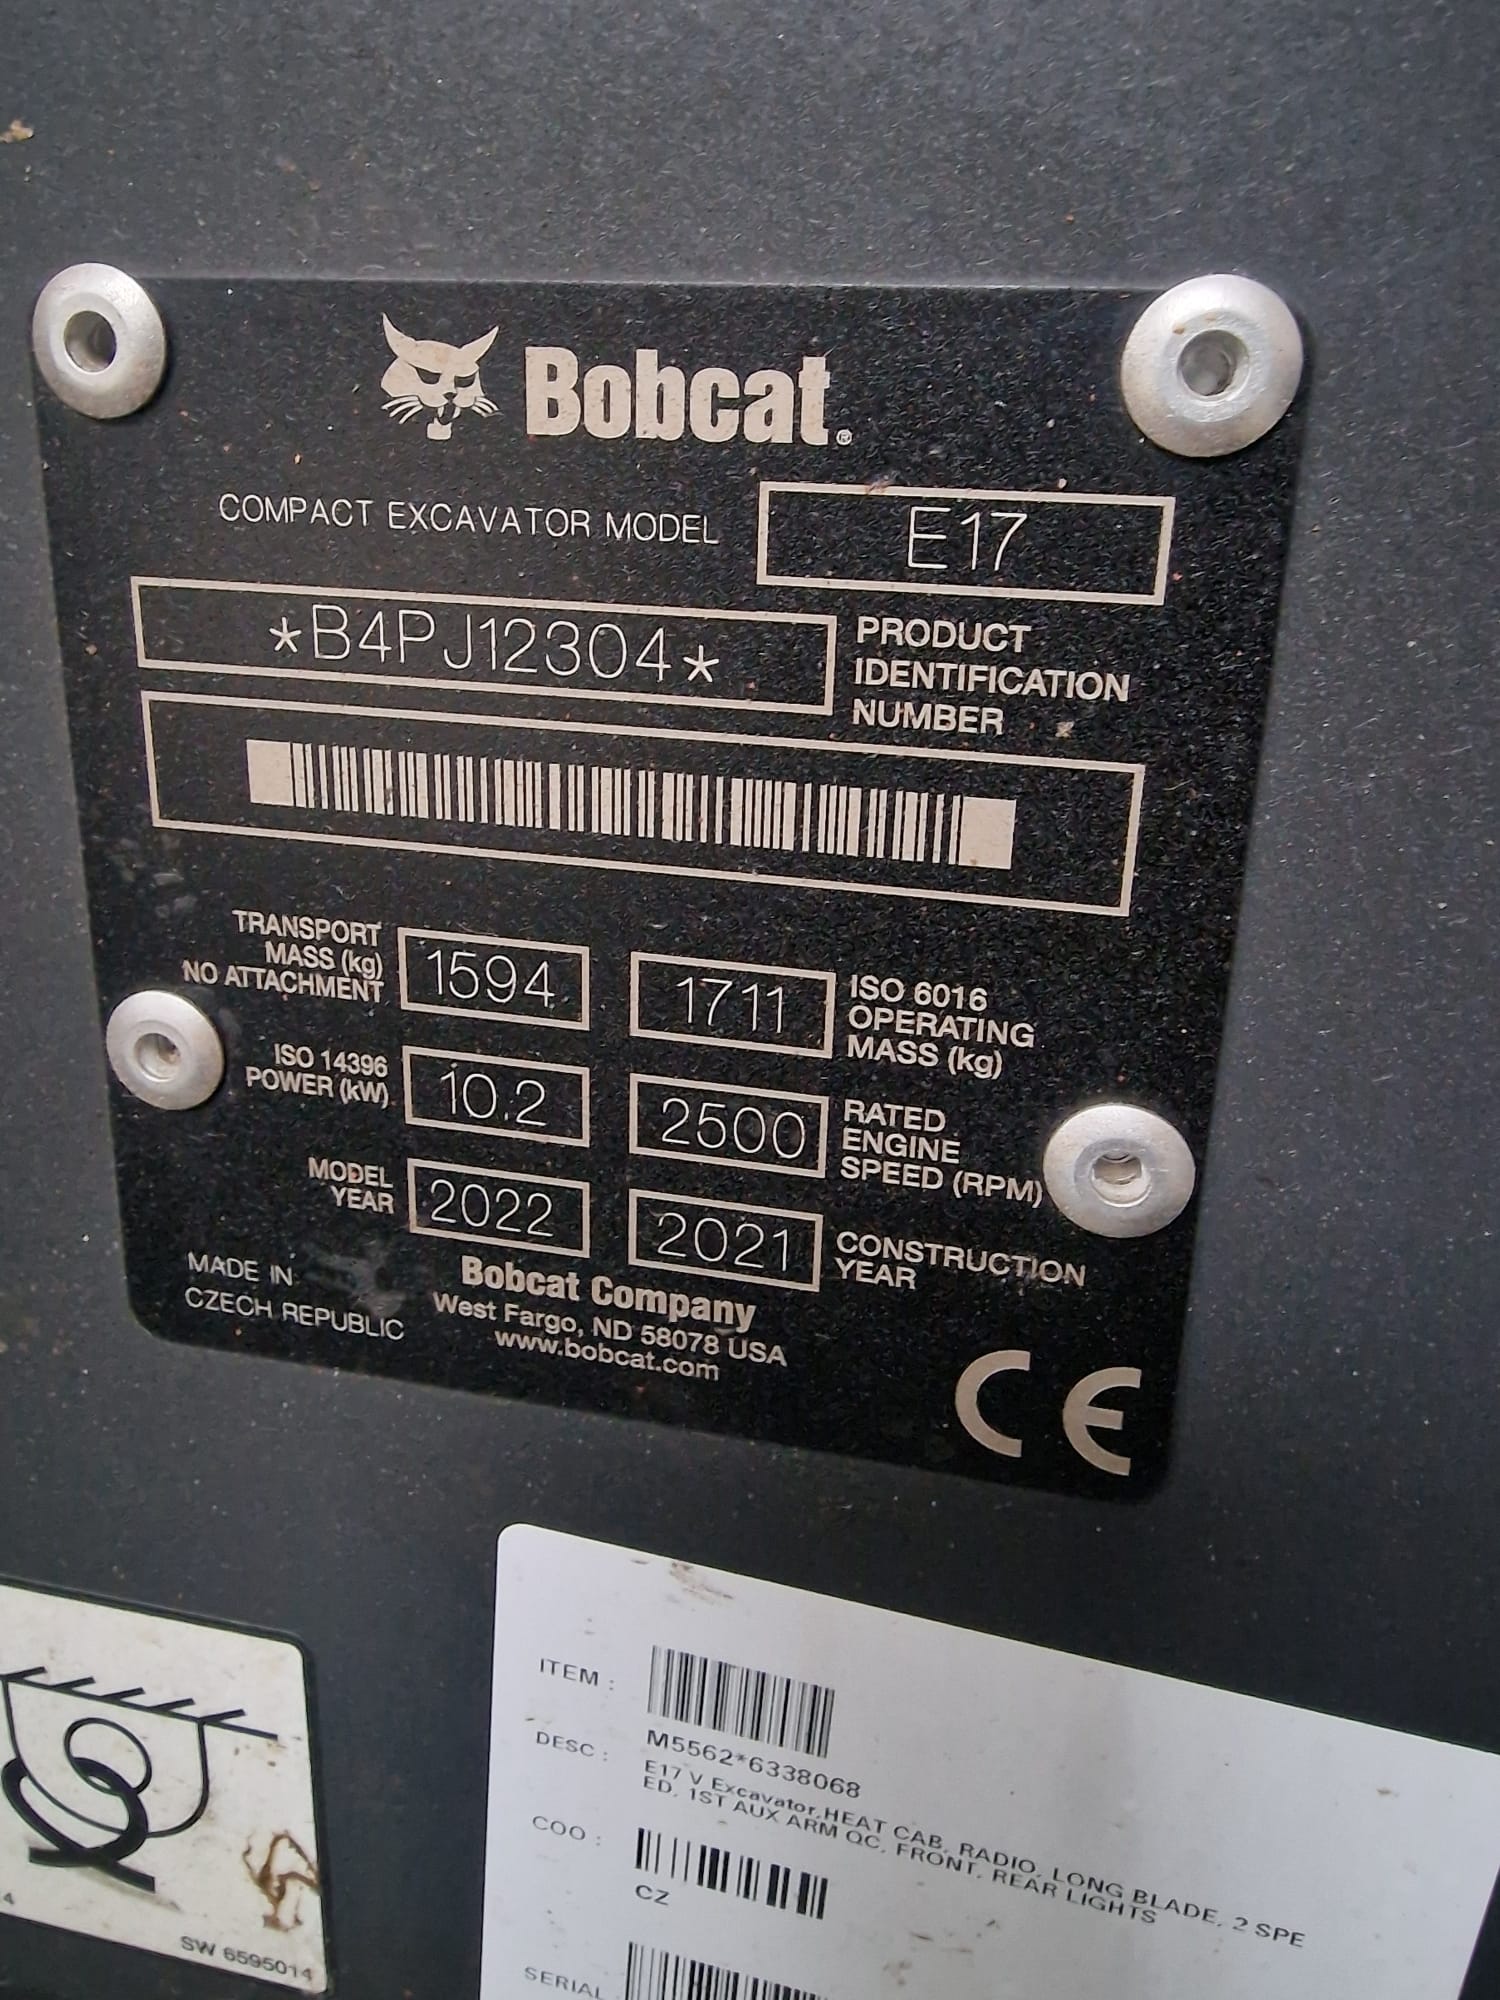 Bobcat®
COMPACT EXCAVATOR MODEL
E17
*B4PJ12304*
PRODUCT
IDENTIFICATION
NUMBER
TRANSPORT
MASS (kg)
NO ATTACHMENT
1594
1711
ISO 6016
OPERATING
MASS (kg)
ISO 14396
POWER (kW)
10.2
2500
RATED
ENGINE
SPEED (RPM)
MODEL
YEAR
2022
2021
CONSTRUCTION
YEAR
MADE IN
CZECH REPUBLIC
Bobcat Company
West Fargo, ND 58078 USA
www.bobcat.com
CE
SW 6595014
ITEM :
M5562*6338068
DESC :
E17 V Excavator,HEAT CAB, RADIO, LONG BLADE, 2 SPE
ED, 1ST AUX ARM QC, FRONT, REAR LIGHTS
COO :
CZ
SERIAL